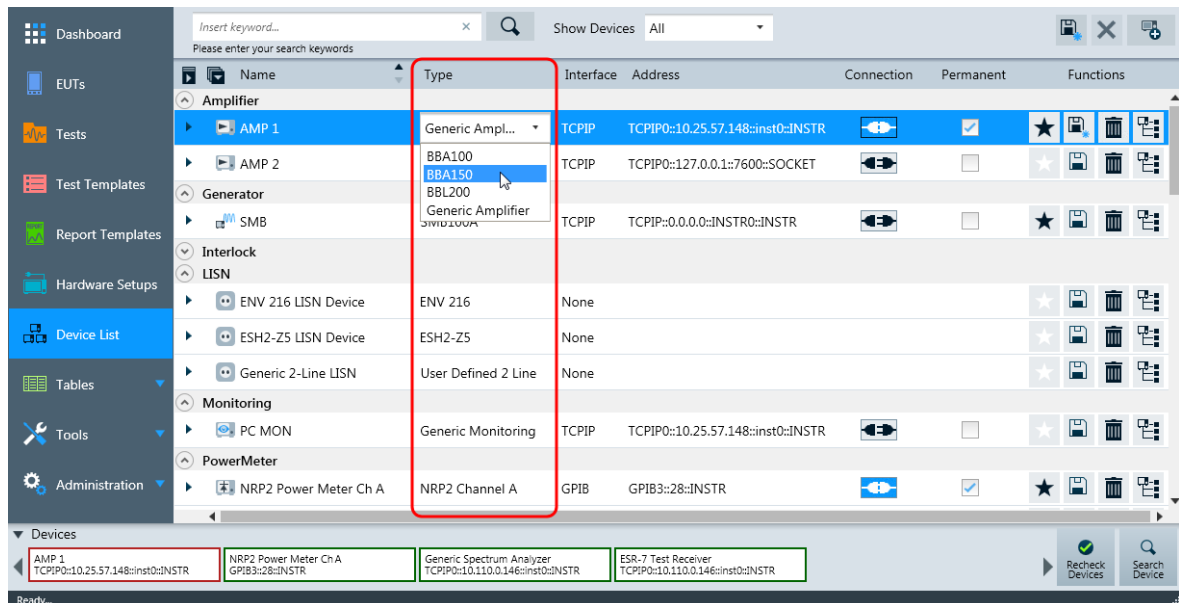 Dashboard
EUTs
Tests
Test Templates
Report Templates
Hardware Setups
Device List
Tables
Tools
Administration
Insert keyword...
Please enter your search keywords
Show Devices All
Name Type Interface Address Connection Permanent Functions
Amplifier
AMP 1 Generic Ampl... TCPIP TCPIP0::10.25.57.148::inst0::INSTR
BBA100
BBA150
BBL200
Generic Amplifier
AMP 2 TCPIP TCPIP0::127.0.0.1::7600::SOCKET
Generator
SMB SMB100A TCPIP TCPIP::0.0.0.0::INSTR0::INSTR
Interlock
LISN
ENV 216 LISN Device ENV 216 None
ESH2-Z5 LISN Device ESH2-Z5 None
Generic 2-Line LISN User Defined 2 Line None
Monitoring
PC MON Generic Monitoring TCPIP TCPIP0::10.25.57.148::inst0::INSTR
PowerMeter
NRP2 Power Meter Ch A NRP2 Channel A GPIB GPIB3::28::INSTR
Devices
AMP 1
TCPIP0::10.25.57.148::inst0::INSTR
NRP2 Power Meter Ch A
GPIB3::28::INSTR
Generic Spectrum Analyzer
TCPIP0::10.110.0.146::inst0::INSTR
ESR-7 Test Receiver
TCPIP0::10.110.0.146::inst0::INSTR
Recheck
Devices
Search
Device
Ready...